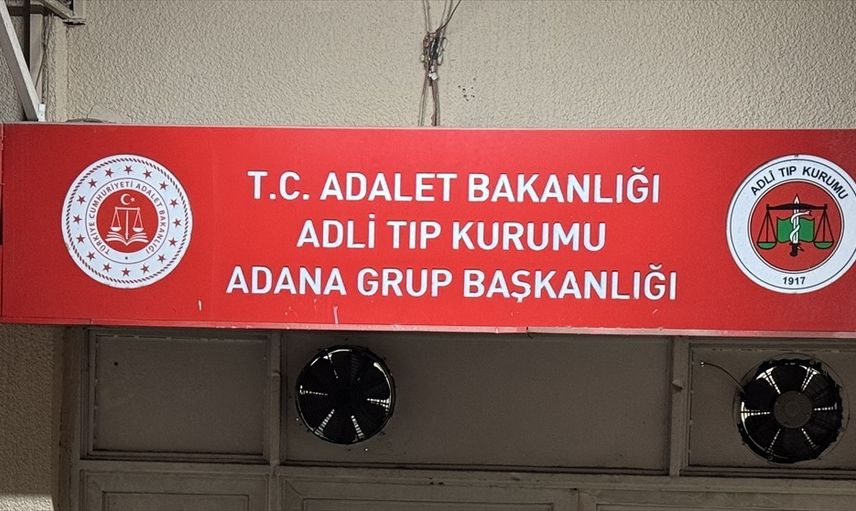 T.C. ADALET BAKANLIĞI
ADLİ TIP KURUMU
ADANA GRUP BAŞKANLIĞI
TÜRKİYE CUMHURİYETİ ADALET BAKANLIĞI
ADLİ TIP KURUMU
1917